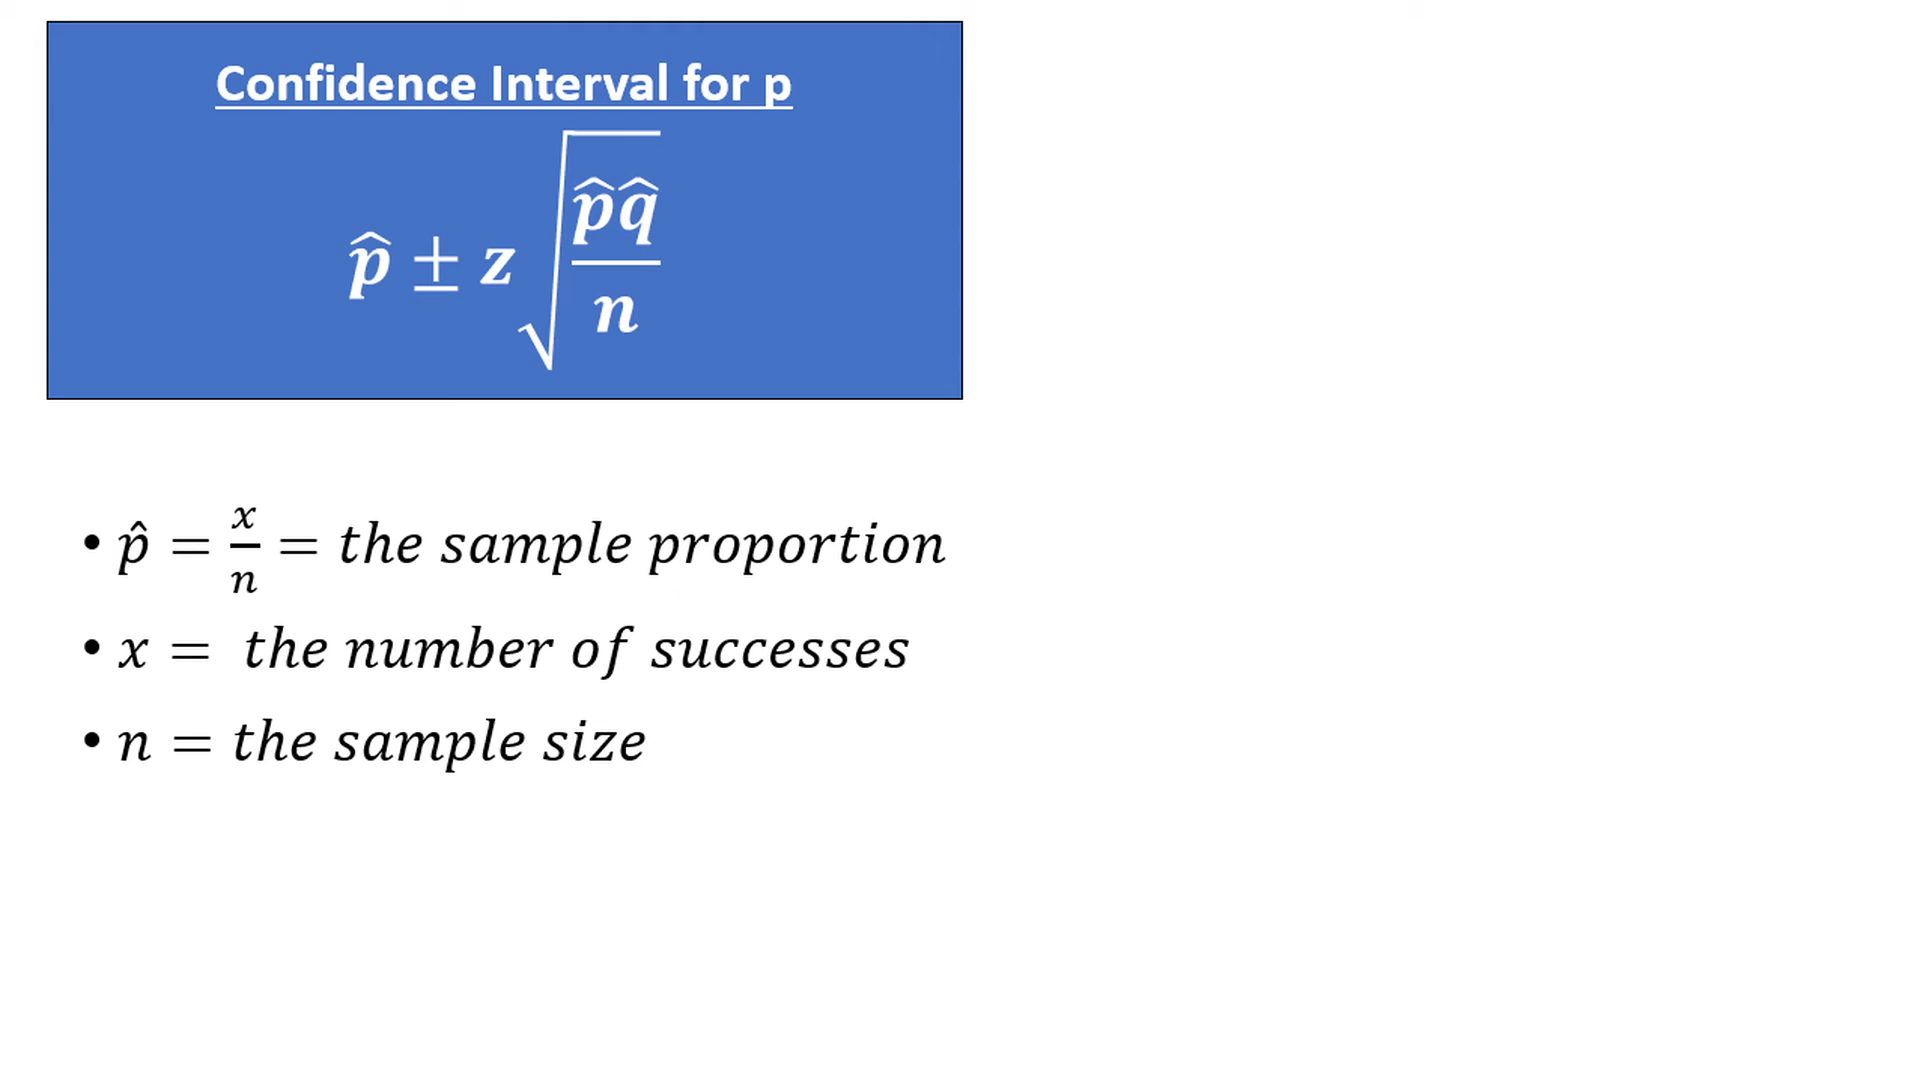 Confidence Interval for p
p̂ ± z √(p̂q̂/n)
• p̂ = x/n = the sample proportion
• x = the number of successes
• n = the sample size